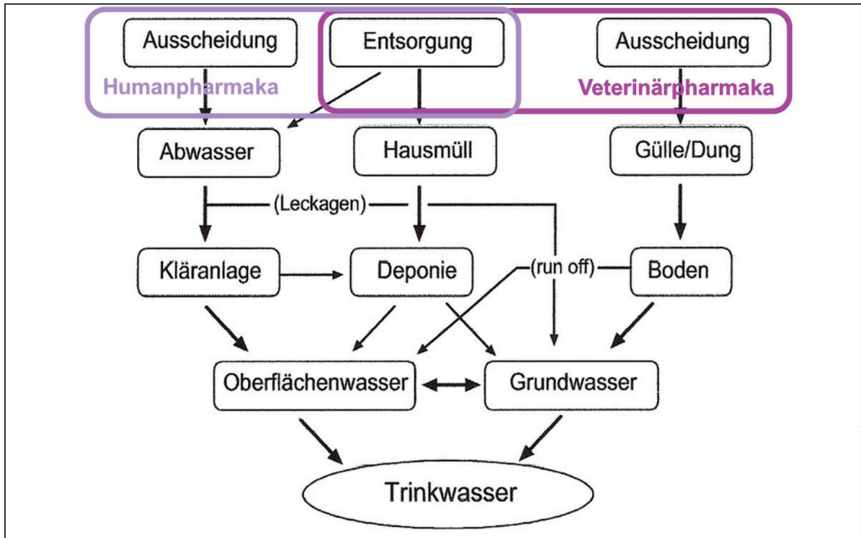 Ausscheidung
Entsorgung
Ausscheidung
Humanpharmaka
Veterinärpharmaka
Abwasser
Hausmüll
Gülle/Dung
(Leckagen)
Kläranlage
Deponie
(run off)
Boden
Oberflächenwasser
Grundwasser
Trinkwasser